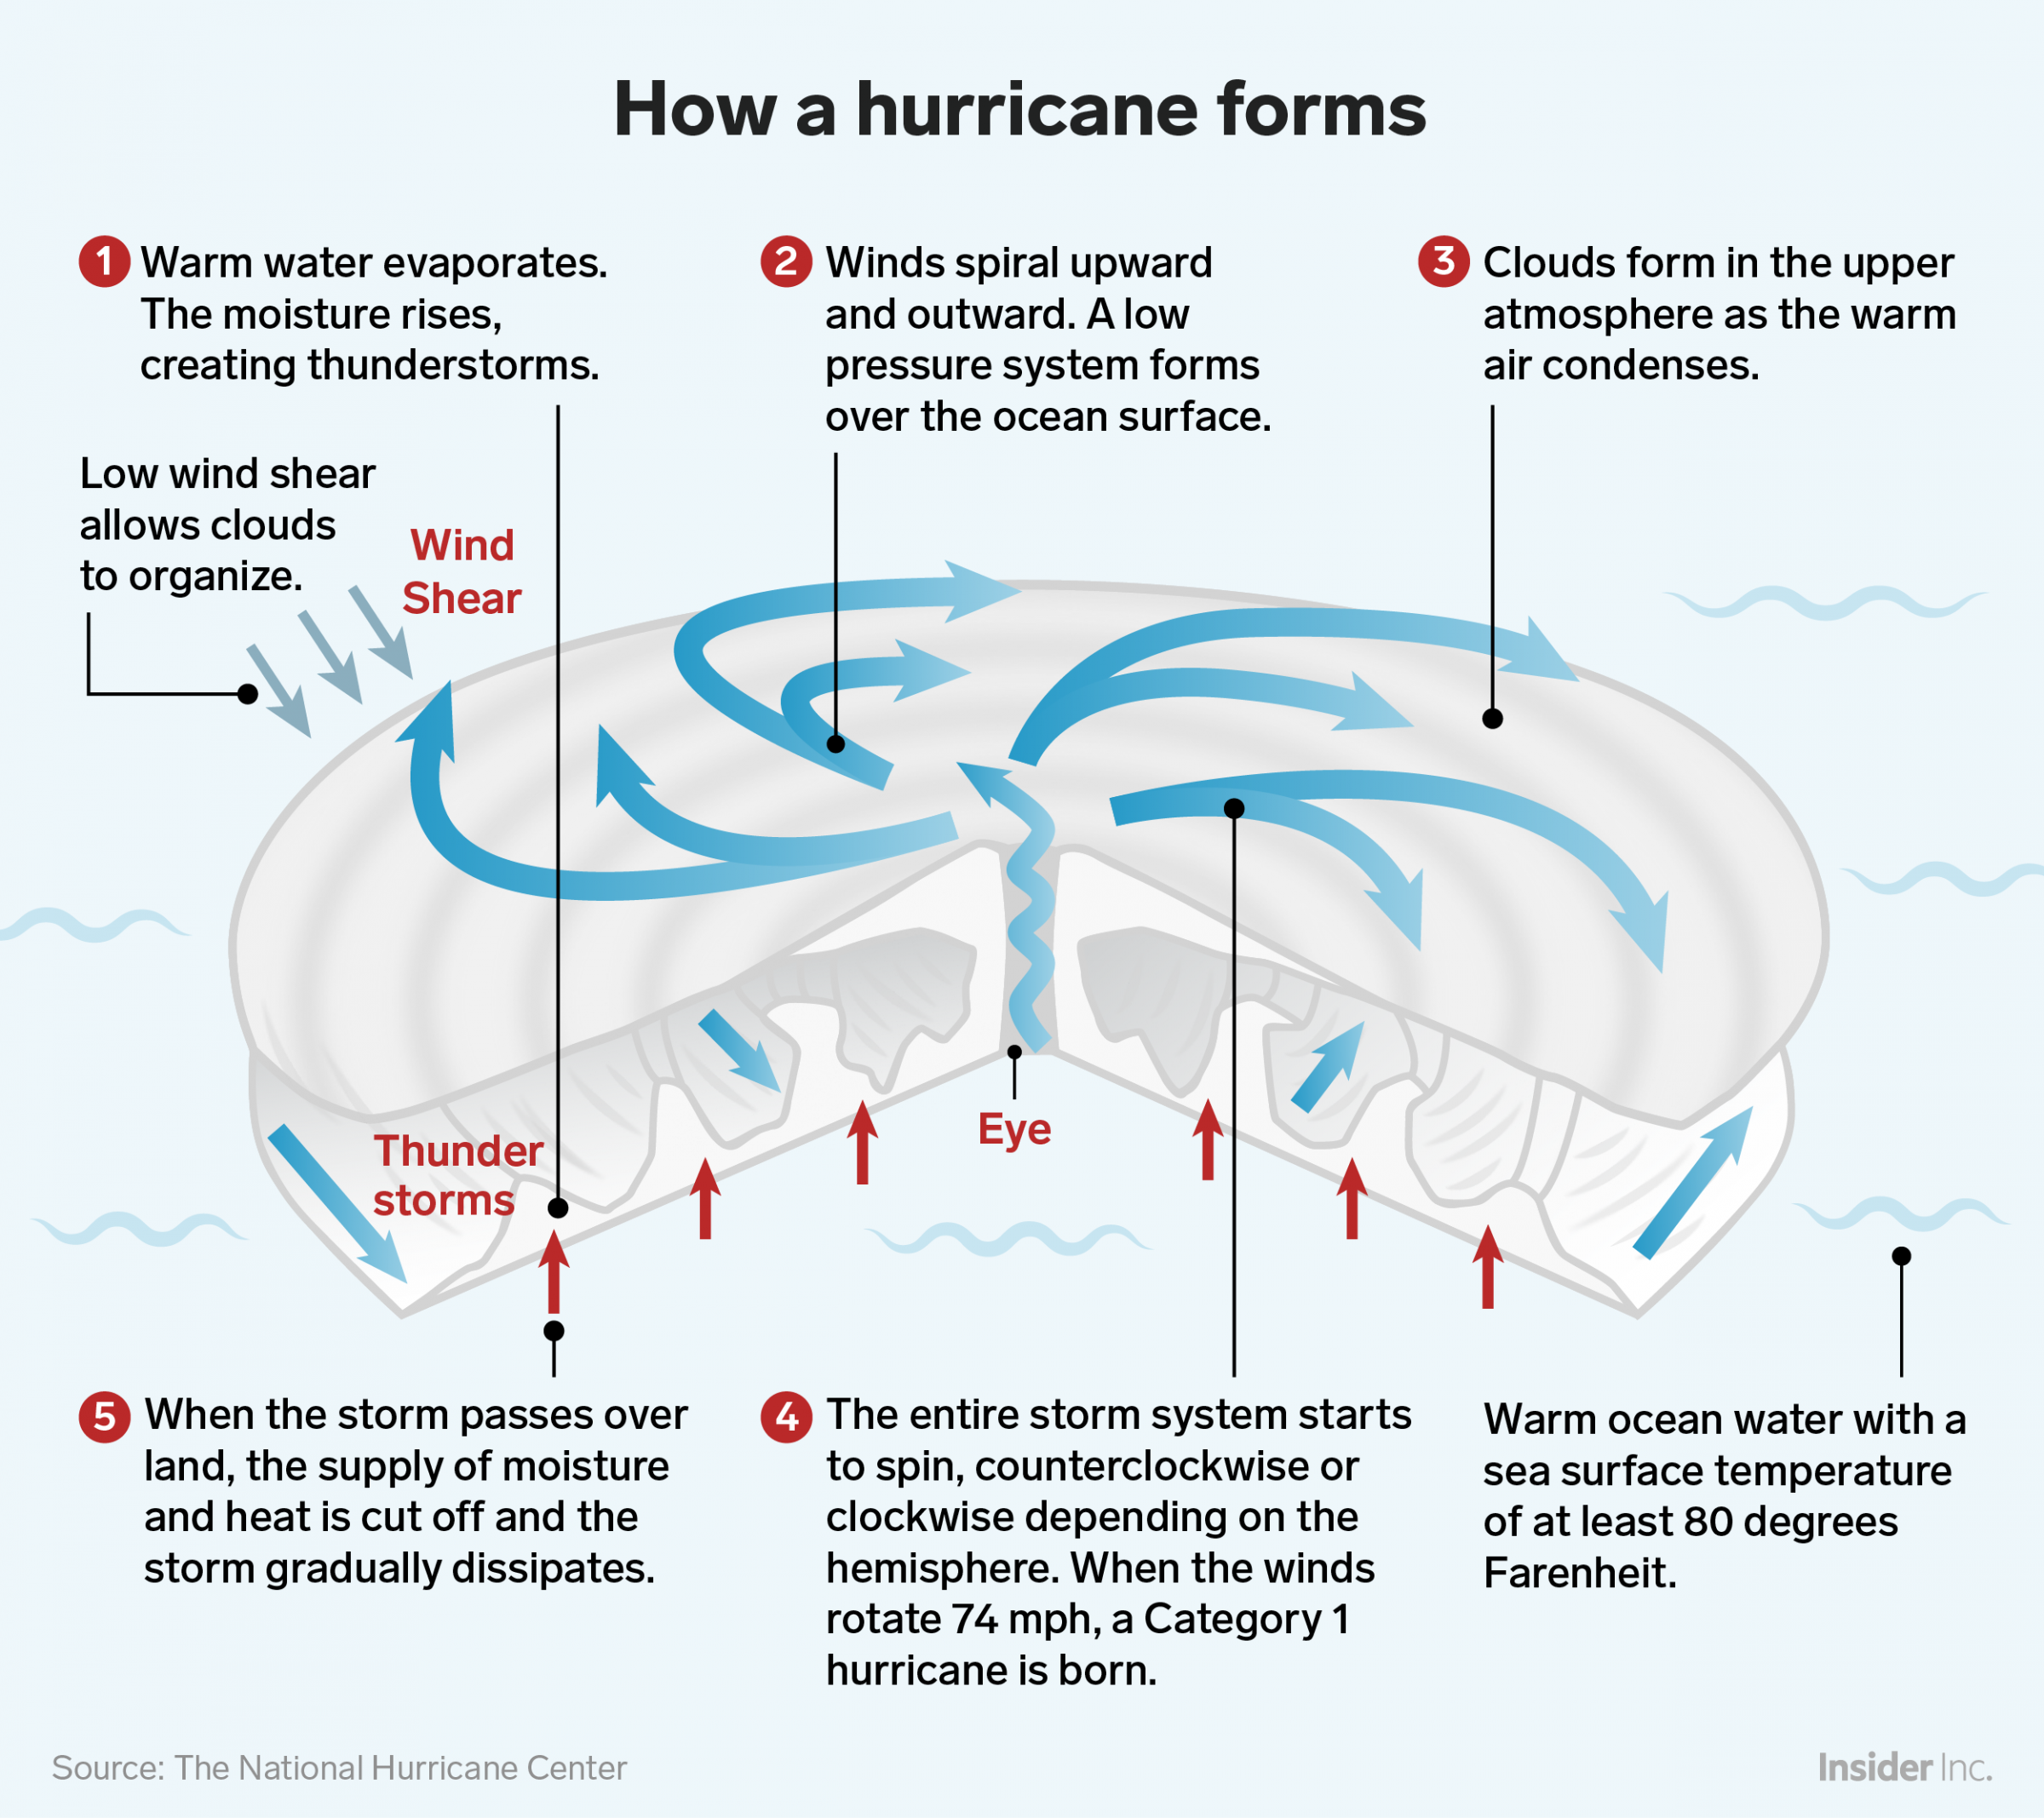 How a hurricane forms
1 Warm water evaporates.
The moisture rises,
creating thunderstorms.
2 Winds spiral upward
and outward. A low
pressure system forms
over the ocean surface.
3 Clouds form in the upper
atmosphere as the warm
air condenses.
Low wind shear
allows clouds
to organize.
Wind
Shear
Thunder
storms
Eye
5 When the storm passes over
land, the supply of moisture
and heat is cut off and the
storm gradually dissipates.
4 The entire storm system starts
to spin, counterclockwise or
clockwise depending on the
hemisphere. When the winds
rotate 74 mph, a Category 1
hurricane is born.
Warm ocean water with a
sea surface temperature
of at least 80 degrees
Farenheit.
Source: The National Hurricane Center
Insider Inc.